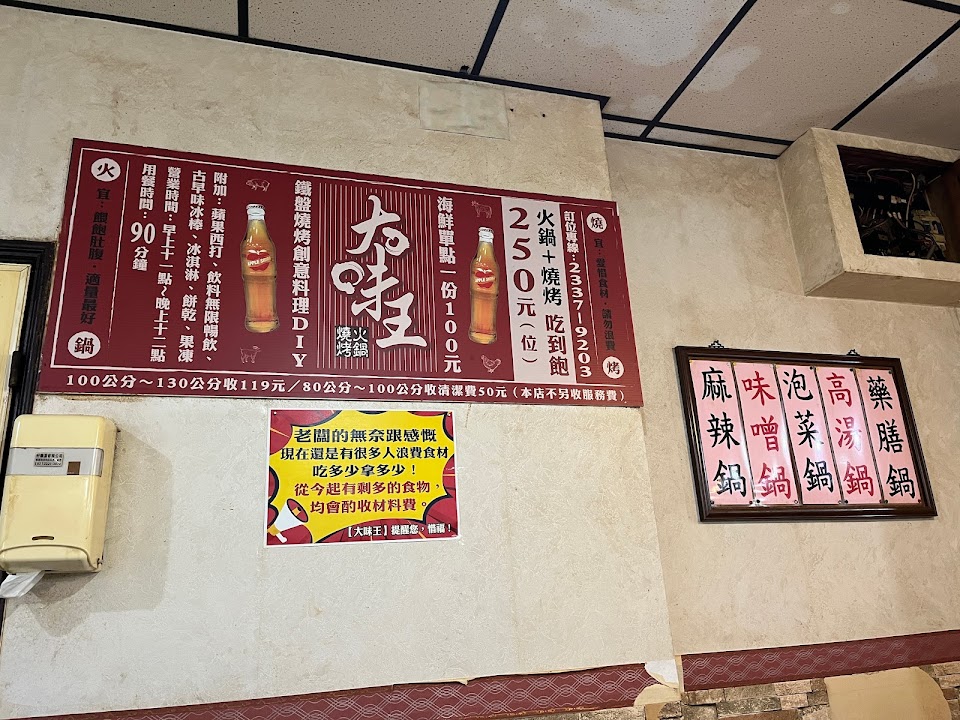 燒 宜：愛惜食材，請勿浪費 烤
訂位專線：2337-9203
火鍋＋燒烤 吃到飽
250元(位)
海鮮單點一份100元
大味王
火鍋
燒烤
鐵盤燒烤創意料理DIY
附加：蘋果西打、飲料無限暢飲、
古早味冰棒、冰淇淋、餅乾、果凍
營業時間：早上十一點～晚上十二點
用餐時間：90分鐘
火 宜：餵飽肚腹，適量最好 鍋
100公分～130公分收119元／80公分～100公分收清潔費50元（本店不另收服務費）
老闆的無奈跟感慨
現在還是有很多人浪費食材
吃多少拿多少！
從今起有剩多的食物，
均會酌收材料費。
【大味王】提醒您，惜福！
藥膳鍋
高湯鍋
泡菜鍋
味噌鍋
麻辣鍋